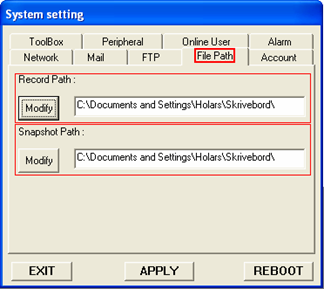 System setting
ToolBox Peripheral Online User Alarm
Network Mail FTP File Path Account
Record Path :
Modify C:\Documents and Settings\Holars\Skrivebord\
Snapshot Path :
Modify C:\Documents and Settings\Holars\Skrivebord\
EXIT APPLY REBOOT